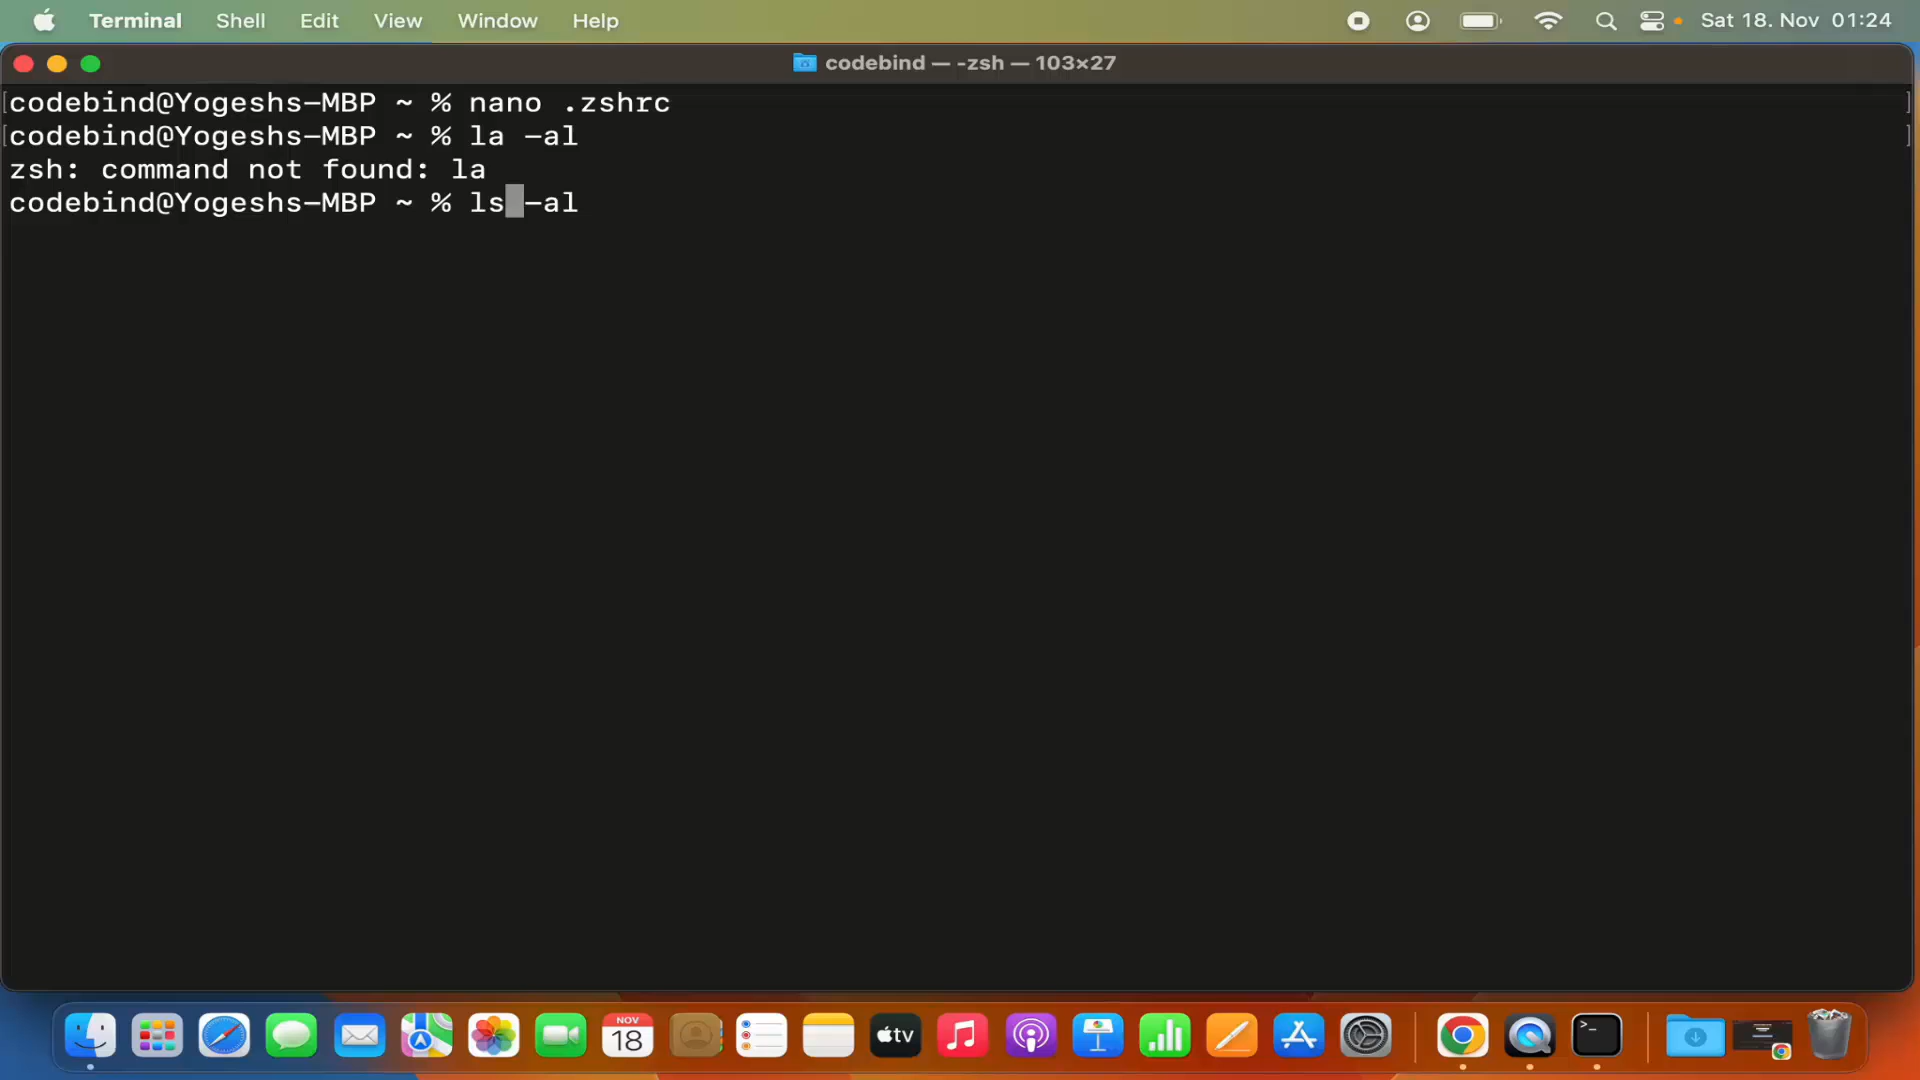 Terminal Shell Edit View Window Help Sat 18. Nov 01:24
codebind — -zsh — 103×27
codebind@Yogeshs-MBP ~ % nano .zshrc
codebind@Yogeshs-MBP ~ % la -al
zsh: command not found: la
codebind@Yogeshs-MBP ~ % ls -al
NOV
18
tv
>_